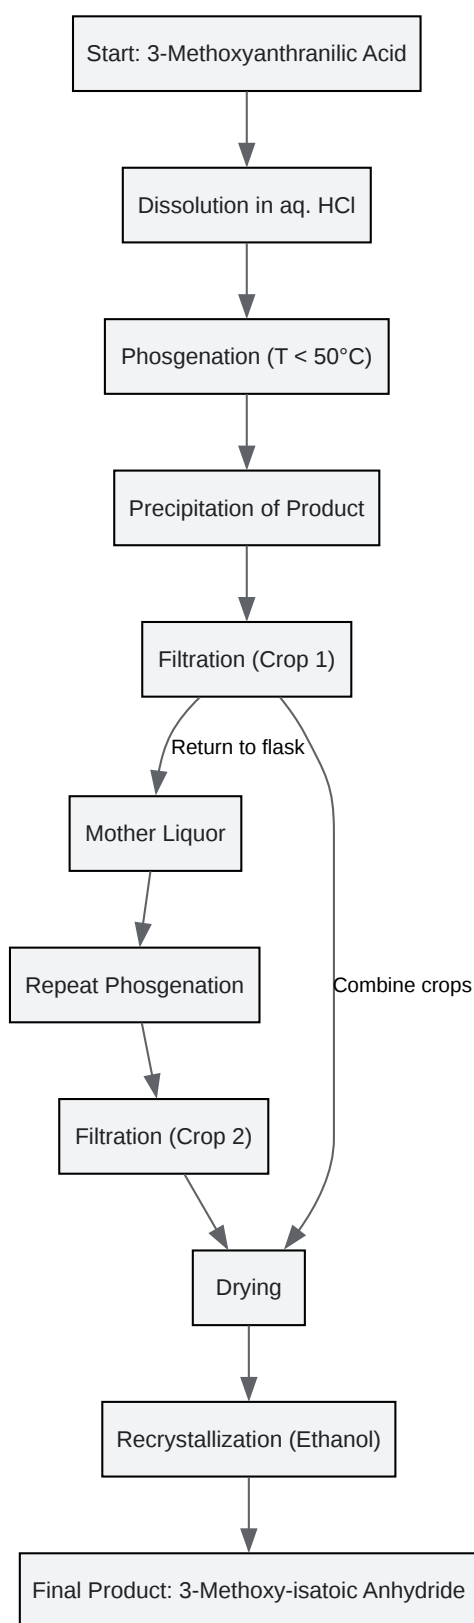 Start: 3-Methoxyanthranilic Acid
Dissolution in aq. HCl
Phosgenation (T < 50°C)
Precipitation of Product
Filtration (Crop 1)
Return to flask
Mother Liquor
Repeat Phosgenation
Combine crops
Filtration (Crop 2)
Drying
Recrystallization (Ethanol)
Final Product: 3-Methoxy-isatoic Anhydride